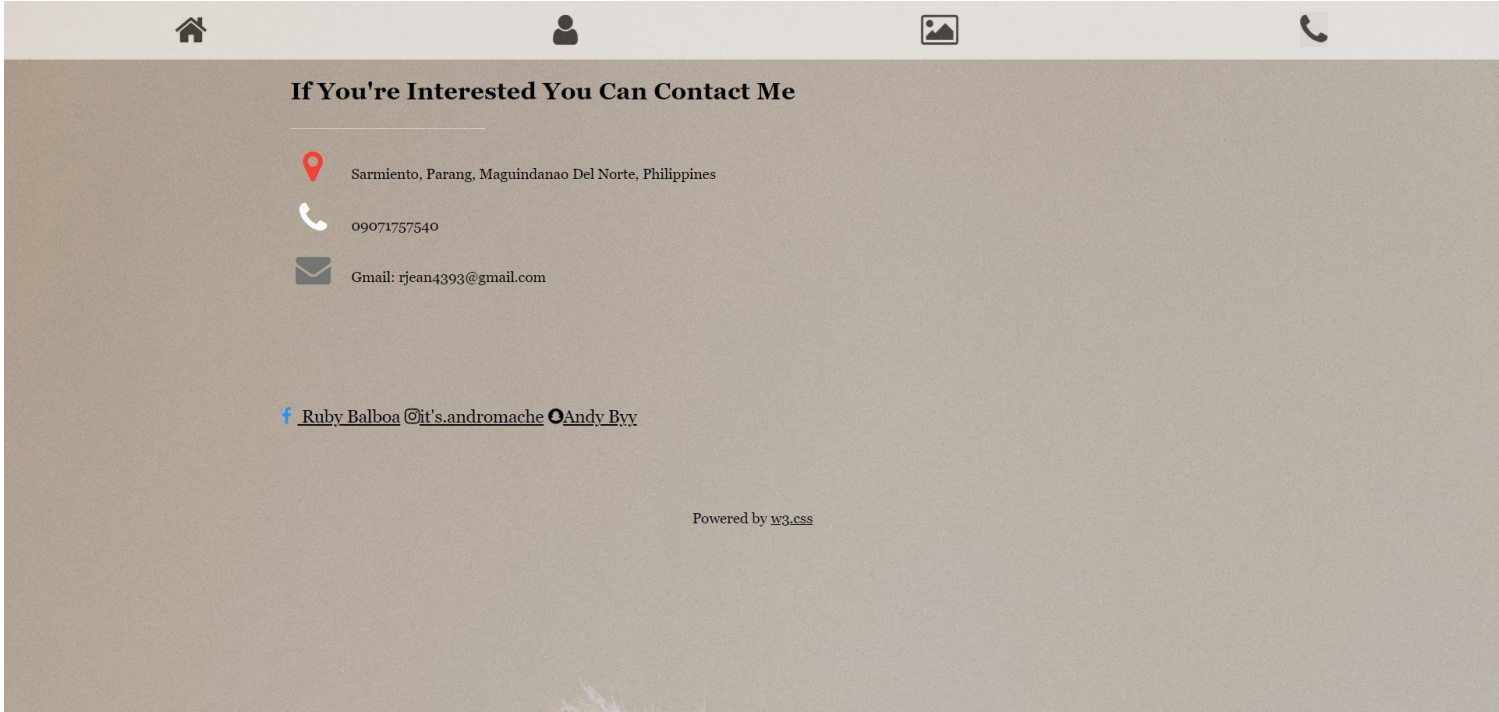 If You're Interested You Can Contact Me
Sarmiento, Parang, Maguindanao Del Norte, Philippines
09071757540
Gmail: rjean4393@gmail.com
Ruby Balboa it's.andromache Andy Byy
Powered by w3.css